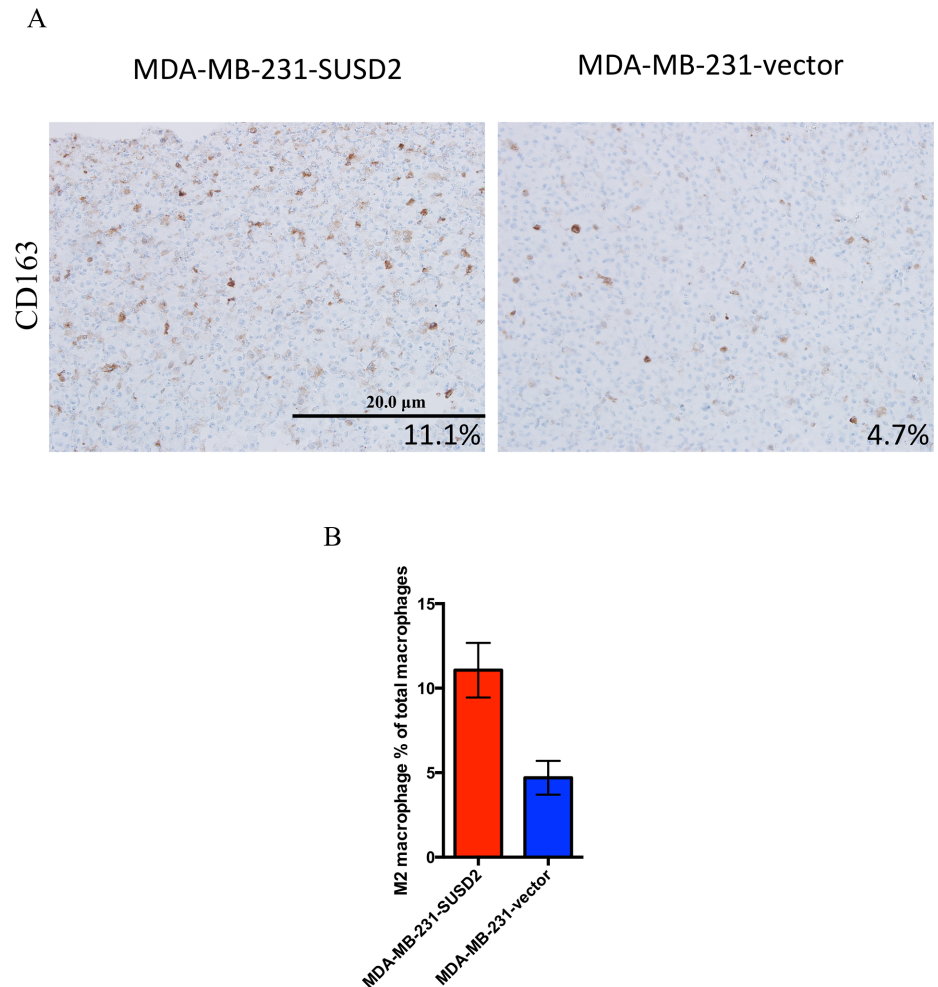 A
MDA-MB-231-SUSD2
MDA-MB-231-vector
CD163
20.0 µm
11.1%
4.7%
B
M2 macrophage % of total macrophages
15
10
5
0
MDA-MB-231-SUSD2
MDA-MB-231-vector